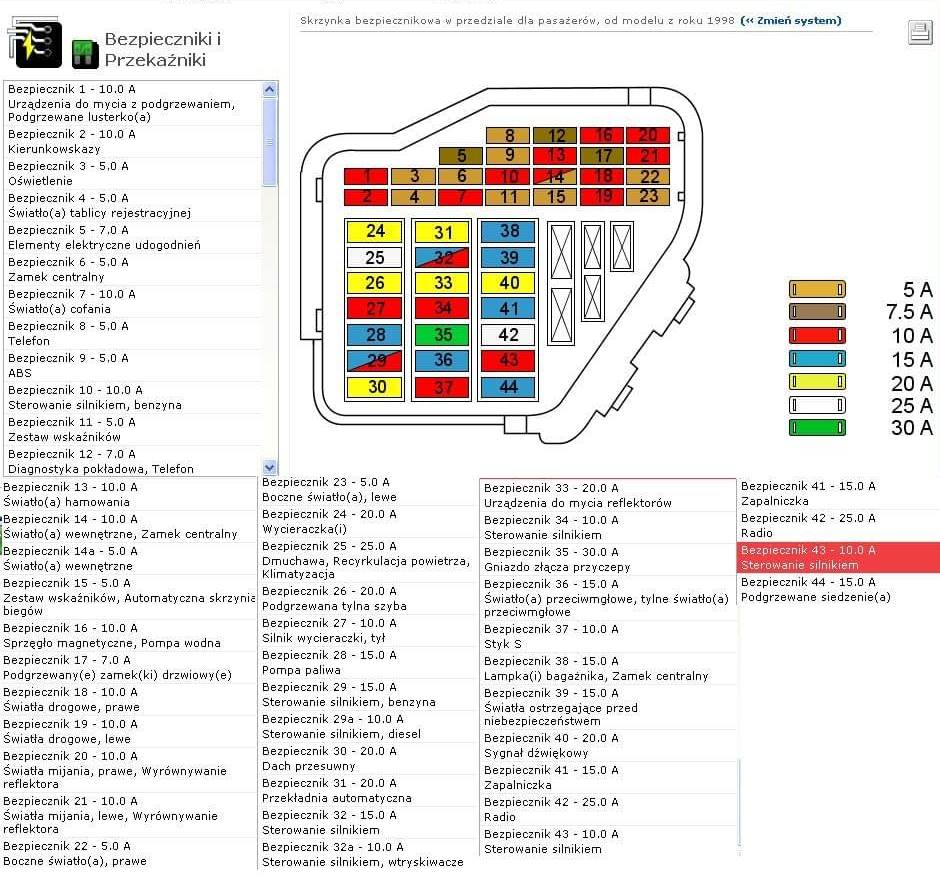 Skrzynka bezpiecznikowa w przedziale dla pasażerów, od modelu z roku 1998 (‹‹ Zmień system)
Bezpieczniki i
Przekaźniki
Bezpiecznik 1 - 10.0 A
Urządzenia do mycia z podgrzewaniem,
Podgrzewane lusterko(a)
Bezpiecznik 2 - 10.0 A
Kierunkowskazy
Bezpiecznik 3 - 5.0 A
Oświetlenie
Bezpiecznik 4 - 5.0 A
Światło(a) tablicy rejestracyjnej
Bezpiecznik 5 - 7.0 A
Elementy elektryczne udogodnień
Bezpiecznik 6 - 5.0 A
Zamek centralny
Bezpiecznik 7 - 10.0 A
Światło(a) cofania
Bezpiecznik 8 - 5.0 A
Telefon
Bezpiecznik 9 - 5.0 A
ABS
Bezpiecznik 10 - 10.0 A
Sterowanie silnikiem, benzyna
Bezpiecznik 11 - 5.0 A
Zestaw wskaźników
Bezpiecznik 12 - 7.0 A
Diagnostyka pokładowa, Telefon
8 12 16 20
5 9 13 17 21
1 3 6 10 14 18 22
2 4 7 11 15 19 23
24 31 38
25 32 39
26 33 40
27 34 41
28 35 42
29 36 43
30 37 44
5 A
7.5 A
10 A
15 A
20 A
25 A
30 A
Bezpiecznik 13 - 10.0 A
Światło(a) hamowania
Bezpiecznik 14 - 10.0 A
Światło(a) wewnętrzne, Zamek centralny
Bezpiecznik 14a - 5.0 A
Światło(a) wewnętrzne
Bezpiecznik 15 - 5.0 A
Zestaw wskaźników, Automatyczna skrzynia
biegów
Bezpiecznik 16 - 10.0 A
Sprzęgło magnetyczne, Pompa wodna
Bezpiecznik 17 - 7.0 A
Podgrzewany(e) zamek(ki) drzwiowy(e)
Bezpiecznik 18 - 10.0 A
Światła drogowe, prawe
Bezpiecznik 19 - 10.0 A
Światła drogowe, lewe
Bezpiecznik 20 - 10.0 A
Światła mijania, prawe, Wyrównywanie
reflektora
Bezpiecznik 21 - 10.0 A
Światła mijania, lewe, Wyrównywanie
reflektora
Bezpiecznik 22 - 5.0 A
Boczne światło(a), prawe
Bezpiecznik 23 - 5.0 A
Boczne światło(a), lewe
Bezpiecznik 24 - 20.0 A
Wycieraczka(i)
Bezpiecznik 25 - 25.0 A
Dmuchawa, Recyrkulacja powietrza,
Klimatyzacja
Bezpiecznik 26 - 20.0 A
Podgrzewana tylna szyba
Bezpiecznik 27 - 10.0 A
Silnik wycieraczki, tył
Bezpiecznik 28 - 15.0 A
Pompa paliwa
Bezpiecznik 29 - 15.0 A
Sterowanie silnikiem, benzyna
Bezpiecznik 29a - 10.0 A
Sterowanie silnikiem, diesel
Bezpiecznik 30 - 20.0 A
Dach przesuwny
Bezpiecznik 31 - 20.0 A
Przekładnia automatyczna
Bezpiecznik 32 - 15.0 A
Sterowanie silnikiem
Bezpiecznik 32a - 10.0 A
Sterowanie silnikiem, wtryskiwacze
Bezpiecznik 33 - 20.0 A
Urządzenia do mycia reflektorów
Bezpiecznik 34 - 10.0 A
Sterowanie silnikiem
Bezpiecznik 35 - 30.0 A
Gniazdo złącza przyczepy
Bezpiecznik 36 - 15.0 A
Światło(a) przeciwmgłowe, tylne światło(a)
przeciwmgłowe
Bezpiecznik 37 - 10.0 A
Styk S
Bezpiecznik 38 - 15.0 A
Lampka(i) bagażnika, Zamek centralny
Bezpiecznik 39 - 15.0 A
Światła ostrzegające przed
niebezpieczeństwem
Bezpiecznik 40 - 20.0 A
Sygnał dźwiękowy
Bezpiecznik 41 - 15.0 A
Zapalniczka
Bezpiecznik 42 - 25.0 A
Radio
Bezpiecznik 43 - 10.0 A
Sterowanie silnikiem
Bezpiecznik 41 - 15.0 A
Zapalniczka
Bezpiecznik 42 - 25.0 A
Radio
Bezpiecznik 43 - 10.0 A
Sterowanie silnikiem
Bezpiecznik 44 - 15.0 A
Podgrzewane siedzenie(a)